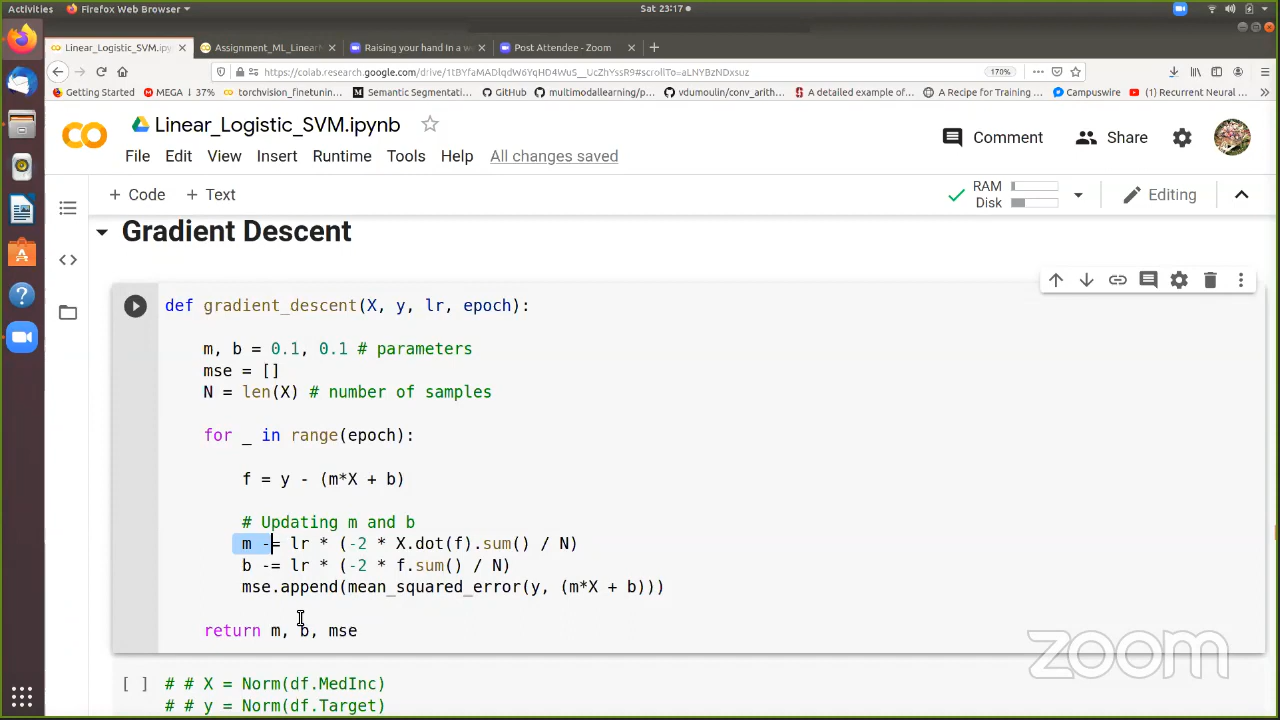 Activities Firefox Web Browser Sat 23:17
Linear_Logistic_SVM.ipy Assignment_ML_LinearM Raising your hand in a w Post Attendee - Zoom
https://colab.research.google.com/drive/1tBYfaMADlqdW6YqHD4WuS__UcZhYssR9#scrollTo=aLNYBzNDxsuz 170%
Getting Started MEGA ↓ 37% torchvision_finetunin… Semantic Segmentati… GitHub multimodallearning/p… vdumoulin/conv_arith… A detailed example of… A Recipe for Training … Campuswire (1) Recurrent Neural …
Linear_Logistic_SVM.ipynb Comment Share
File Edit View Insert Runtime Tools Help All changes saved
+ Code + Text RAM Disk Editing
Gradient Descent
def gradient_descent(X, y, lr, epoch):
m, b = 0.1, 0.1 # parameters
mse = []
N = len(X) # number of samples
for _ in range(epoch):
f = y - (m*X + b)
# Updating m and b
m -= lr * (-2 * X.dot(f).sum() / N)
b -= lr * (-2 * f.sum() / N)
mse.append(mean_squared_error(y, (m*X + b)))
return m, b, mse
zoom
[ ] # # X = Norm(df.MedInc)
# # y = Norm(df.Target)